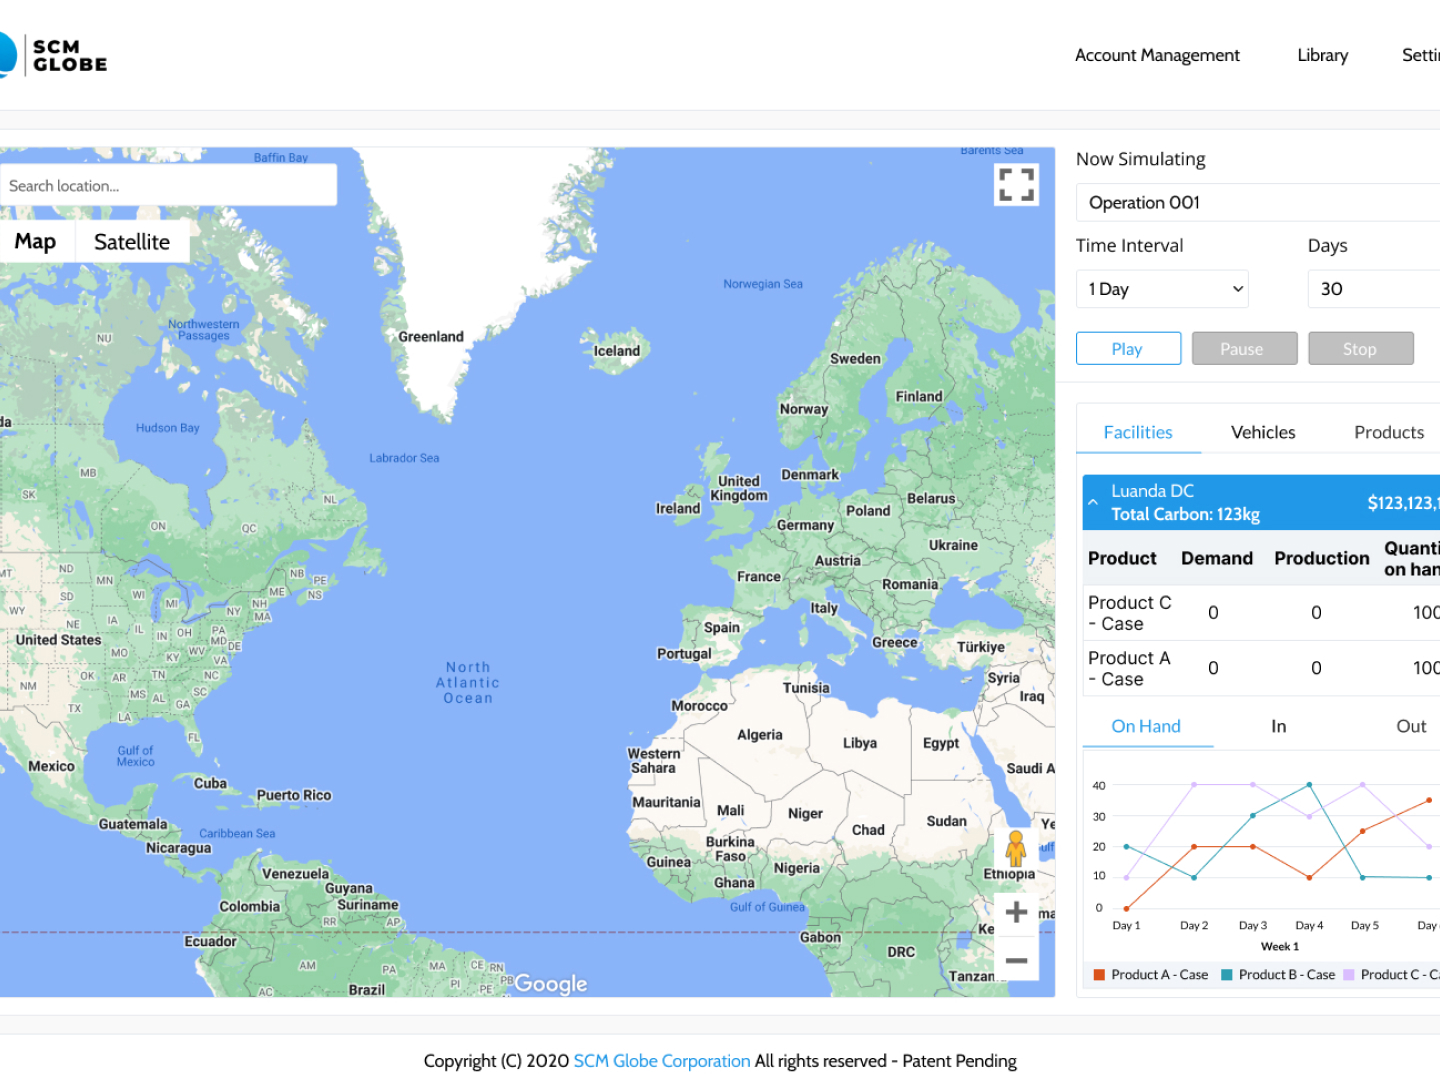 SCM
GLOBE
Account Management
Library
Baffin Bay
Barents Sea
Search location...
Map
Satellite
Norwegian Sea
Northwestern
Passages
NU
Greenland
Iceland
Sweden
Finland
Norway
Hudson Bay
Labrador Sea
MB
SK
NL
ON
QC
United
Kingdom
Denmark
Ireland
Belarus
Poland
Germany
Ukraine
Austria
France
Romania
ND
MN
NB
PE
ME
NS
SD
WI
MI
NH
NY
MA
WY
NE
IA
IL
IN
OH
PA
MD
DE
United States
MO
KY
WV
VA
Italy
Spain
Portugal
Greece
Türkiye
OK
AR
TN
NC
NM
MS
AL
SC
GA
TX
LA
FL
North
Atlantic
Ocean
Tunisia
Syria
Iraq
Morocco
Algeria
Libya
Egypt
Western
Sahara
Saudi A
Gulf of
Mexico
Mexico
Cuba
Puerto Rico
Mauritania
Mali
Niger
Chad
Sudan
Guatemala
Caribbean Sea
Nicaragua
Burkina
Faso
Guinea
Nigeria
Ghana
Ethiopia
Venezuela
Guyana
Suriname
Colombia
RR
AP
Gulf of Guinea
Ecuador
Gabon
DRC
AM
PA
MA
CE
RN
PB
PI
PE
AC
Brazil
Tanzan
Google
Now Simulating
Operation 001
Time Interval
Days
1 Day
30
Play
Pause
Stop
Facilities
Vehicles
Products
Luanda DC
Total Carbon: 123kg
$123,123,1
Product
Demand
Production
Quanti
on han
Product C
- Case
0
0
100
Product A
- Case
0
0
100
On Hand
In
Out
40
30
20
10
0
Day 1
Day 2
Day 3
Day 4
Day 5
Day
Week 1
Product A - Case
Product B - Case
Product C - Ca
Copyright (C) 2020 SCM Globe Corporation All rights reserved - Patent Pending